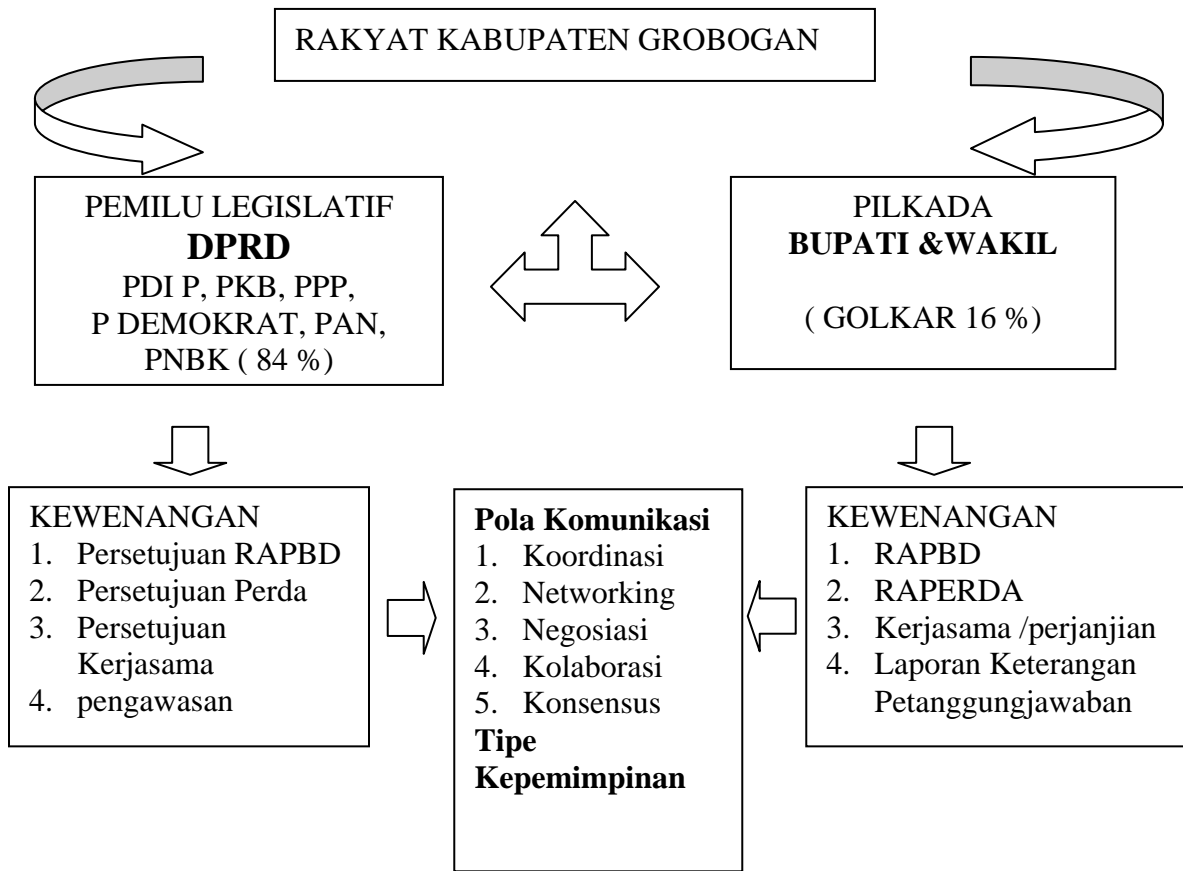 RAKYAT KABUPATEN GROBOGAN
PEMILU LEGISLATIF
DPRD
PDI P, PKB, PPP,
P DEMOKRAT, PAN,
PNBK ( 84 %)
PILKADA
BUPATI &WAKIL
( GOLKAR 16 %)
KEWENANGAN
1. Persetujuan RAPBD
2. Persetujuan Perda
3. Persetujuan
Kerjasama
4. pengawasan
Pola Komunikasi
1. Koordinasi
2. Networking
3. Negosiasi
4. Kolaborasi
5. Konsensus
Tipe
Kepemimpinan
KEWENANGAN
1. RAPBD
2. RAPERDA
3. Kerjasama /perjanjian
4. Laporan Keterangan
Petanggungjawaban